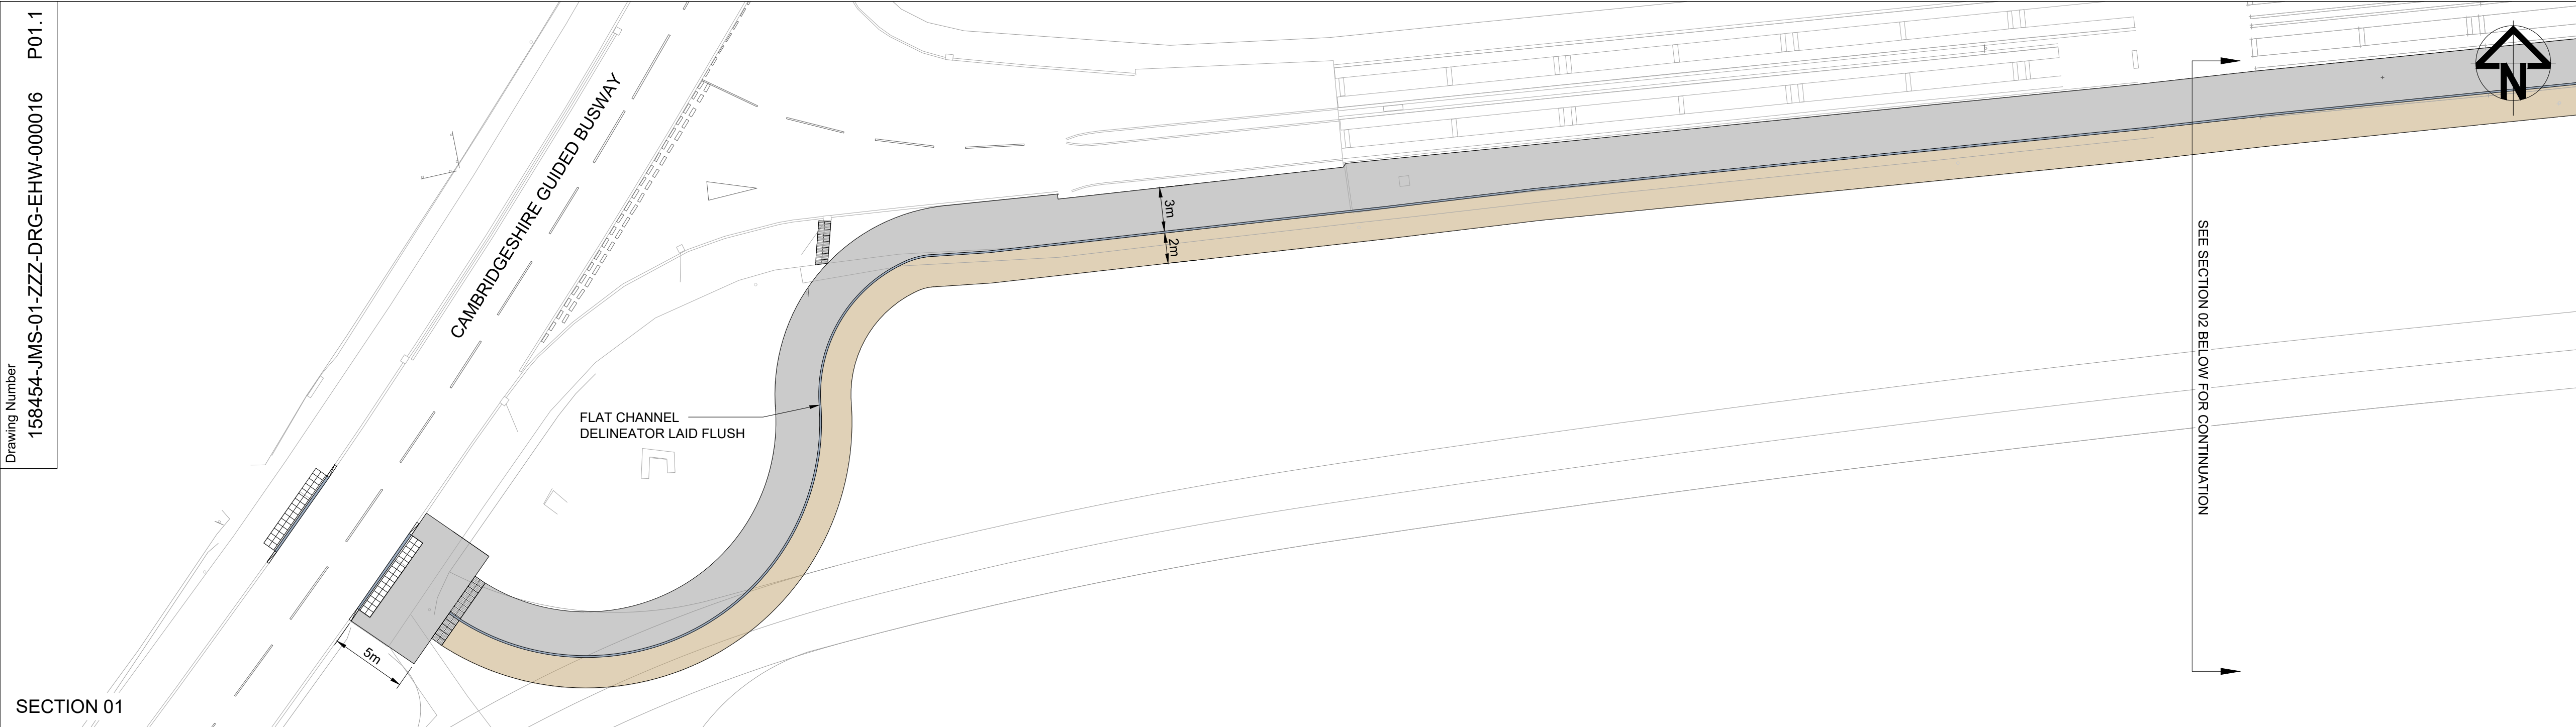 Drawing Number
158454-JMS-01-ZZZ-DRG-EHW-000016 P01.1
CAMBRIDGESHIRE GUIDED BUSWAY
N
3m
2m
FLAT CHANNEL
DELINEATOR LAID FLUSH
SEE SECTION 02 BELOW FOR CONTINUATION
5m
SECTION 01